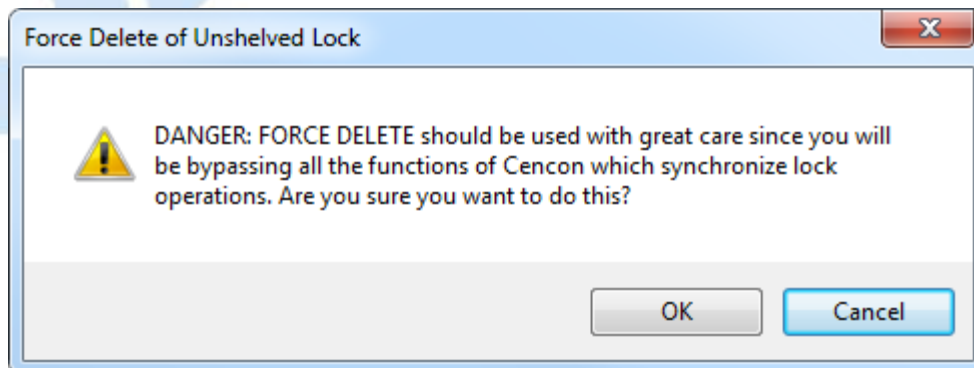 Force Delete of Unshelved Lock
DANGER: FORCE DELETE should be used with great care since you will
be bypassing all the functions of Cencon which synchronize lock
operations. Are you sure you want to do this?
OK
Cancel